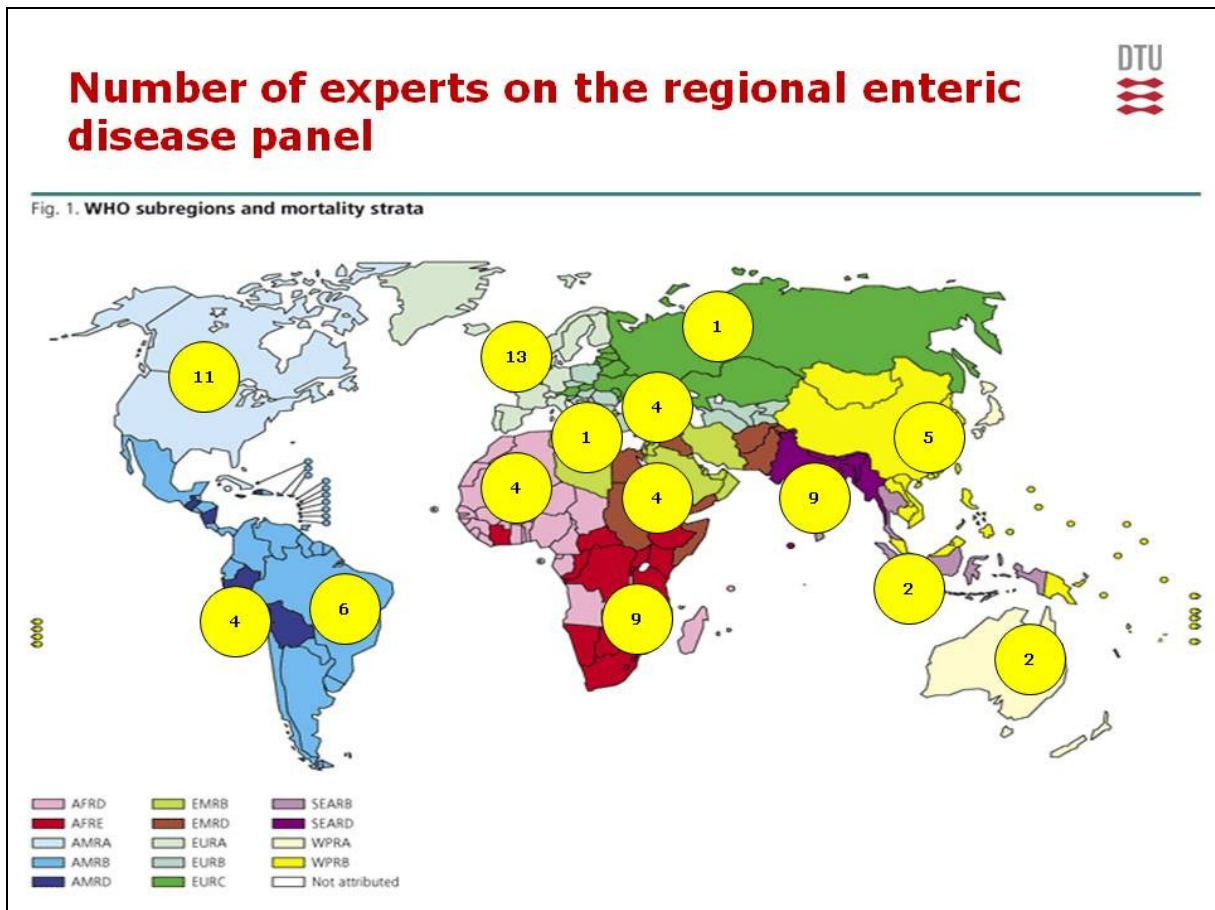 Number of experts on the regional enteric
disease panel
DTU
Fig. 1. WHO subregions and mortality strata
1
13
11
4
1
5
4
4
9
2
6
4
9
2
AFRD
AFRE
AMRA
AMRB
AMRD
EMRB
EMRD
EURA
EURB
EURC
SEARB
SEARD
WPRA
WPRB
Not attributed